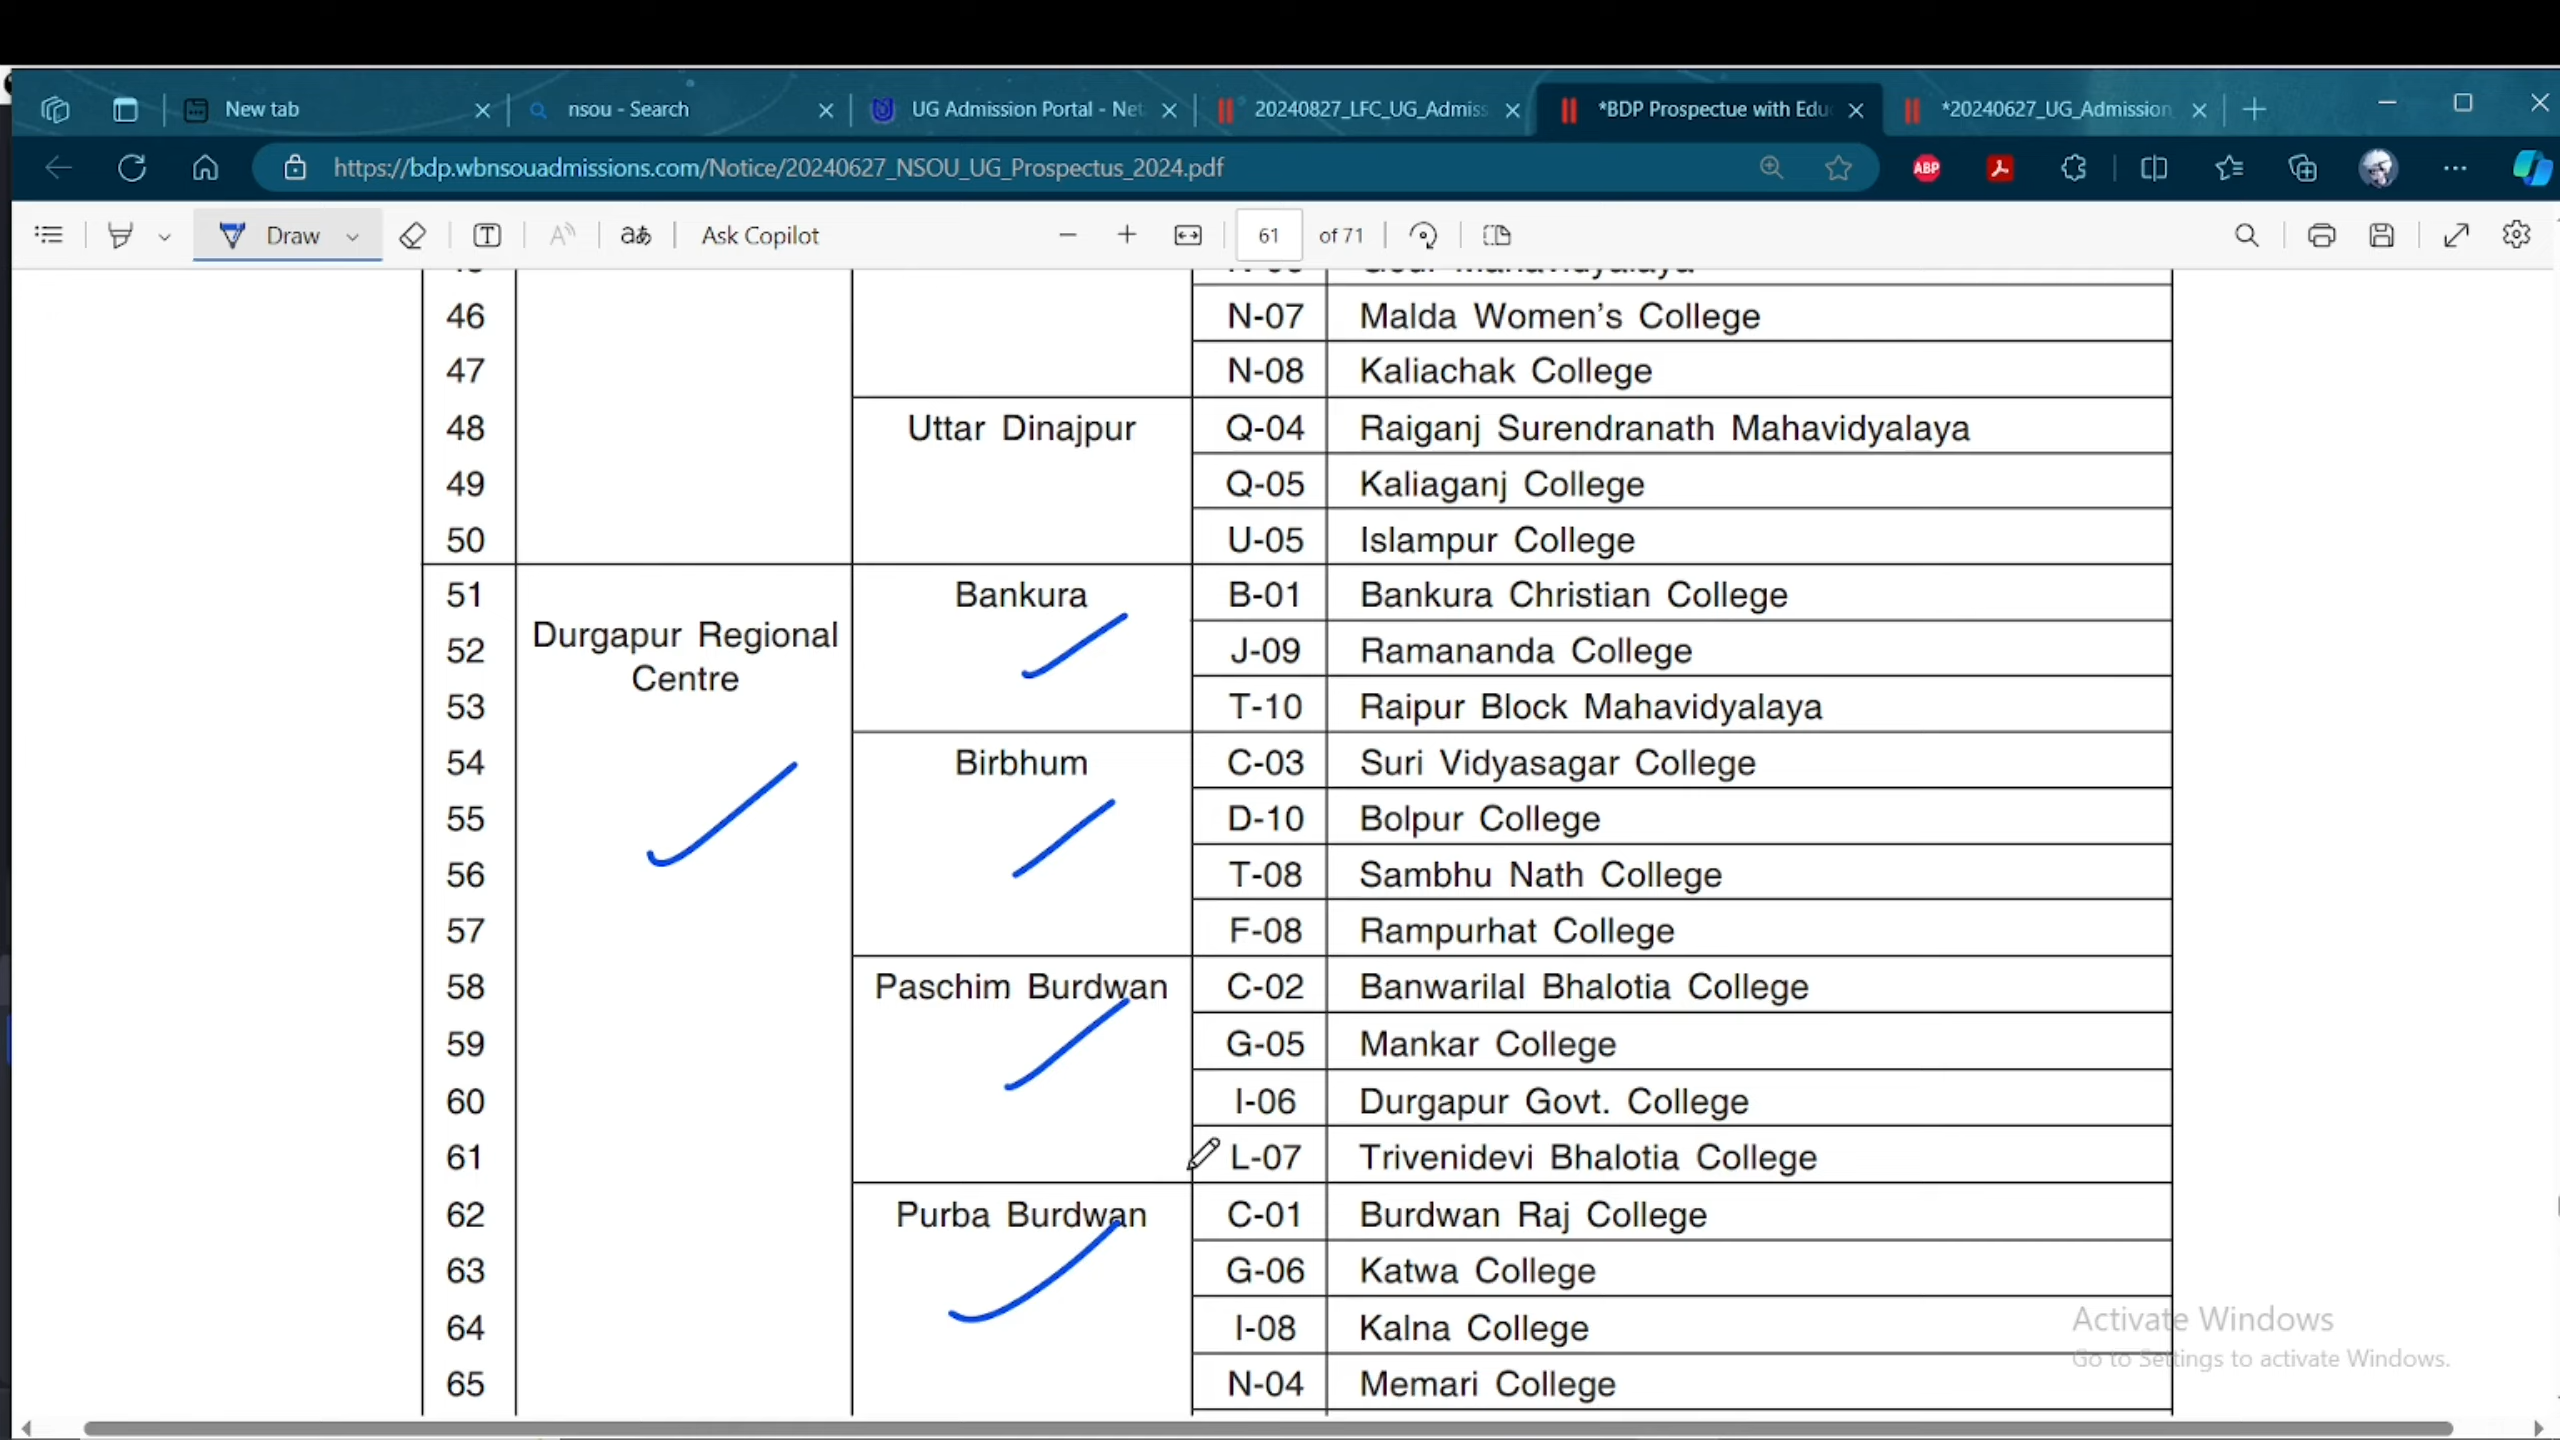 New tab
nsou - Search
UG Admission Portal - Net
20240827_LFC_UG_Admiss
*BDP Prospectue with Edu
*20240627_UG_Admission
https://bdp.wbnsouadmissions.com/Notice/20240627_NSOU_UG_Prospectus_2024.pdf
ABP
Draw
T
aあ
Ask Copilot
61 of 71
46 N-07 Malda Women's College
47 N-08 Kaliachak College
48 Uttar Dinajpur Q-04 Raiganj Surendranath Mahavidyalaya
49 Q-05 Kaliaganj College
50 U-05 Islampur College
51 Bankura B-01 Bankura Christian College
Durgapur Regional
52 J-09 Ramananda College
Centre
53 T-10 Raipur Block Mahavidyalaya
54 Birbhum C-03 Suri Vidyasagar College
55 D-10 Bolpur College
56 T-08 Sambhu Nath College
57 F-08 Rampurhat College
58 Paschim Burdwan C-02 Banwarilal Bhalotia College
59 G-05 Mankar College
60 I-06 Durgapur Govt. College
61 L-07 Trivenidevi Bhalotia College
62 Purba Burdwan C-01 Burdwan Raj College
63 G-06 Katwa College
64 I-08 Kalna College
65 N-04 Memari College
Activate Windows
Go to Settings to activate Windows.